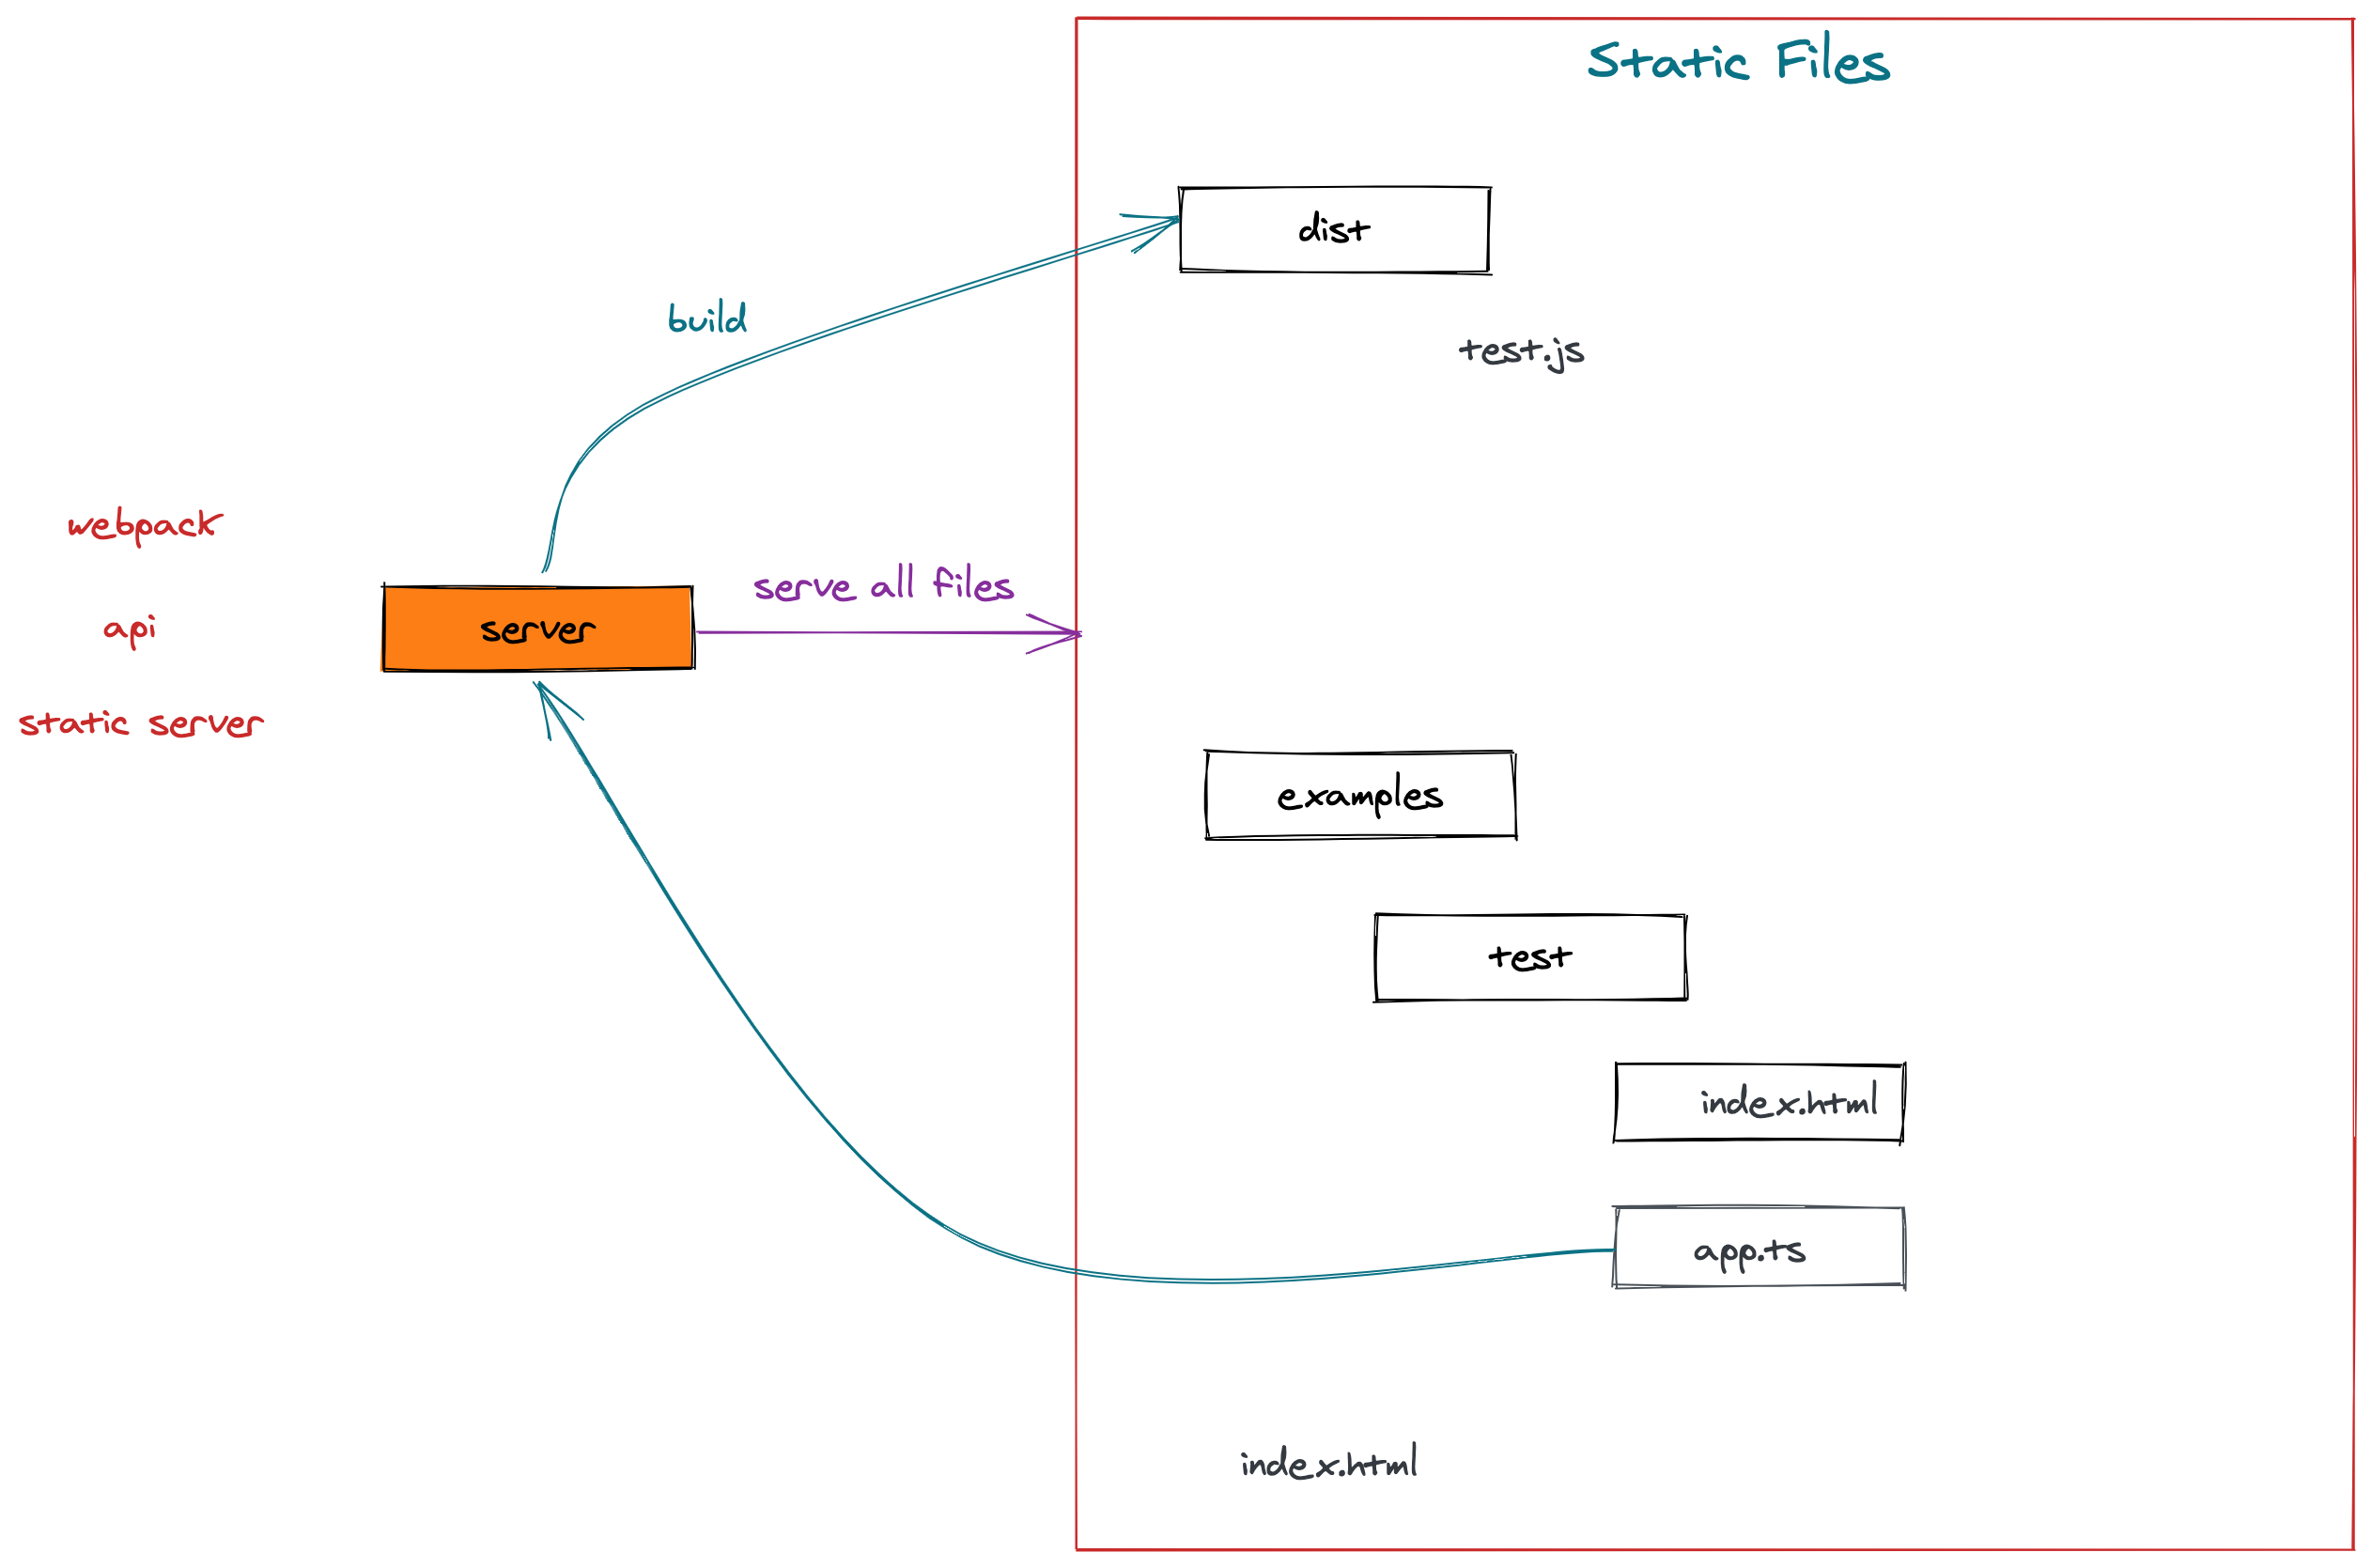 Static Files
dist
build
test.js
webpack
serve all files
api
server
static server
examples
test
index.html
app.ts
index.html